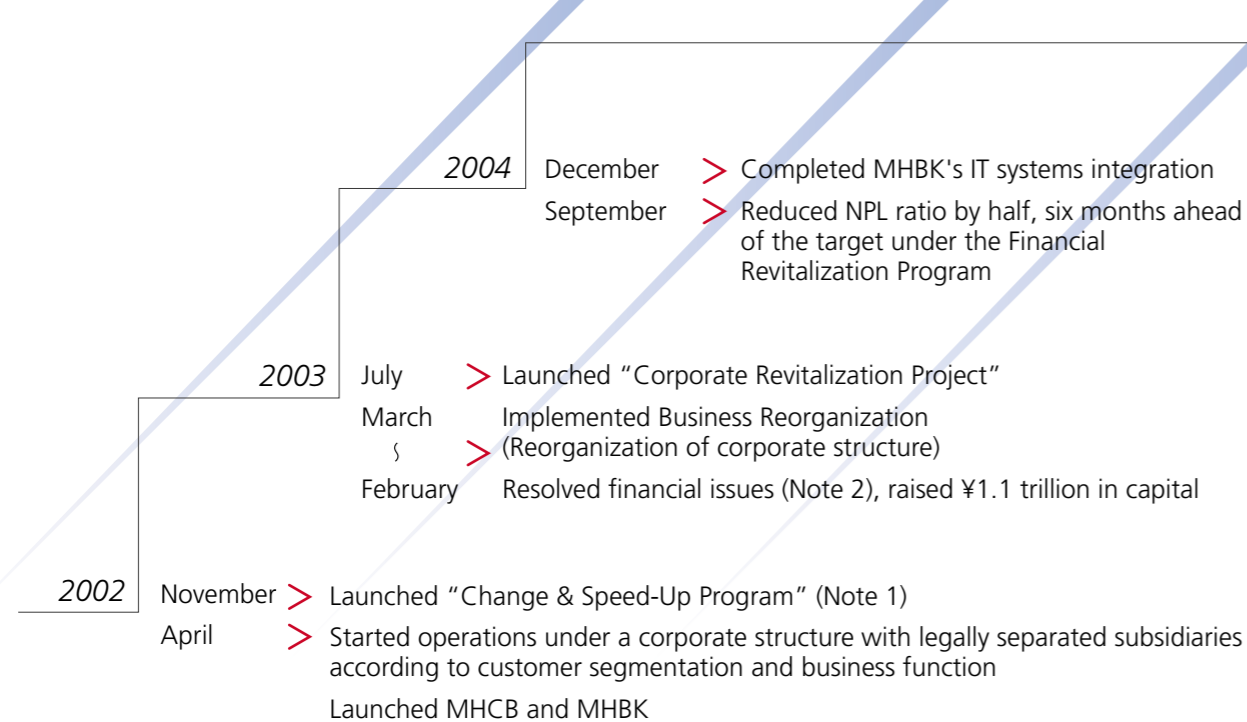 2004 December > Completed MHBK's IT systems integration
September > Reduced NPL ratio by half, six months ahead
of the target under the Financial
Revitalization Program
2003 July > Launched “Corporate Revitalization Project”
March Implemented Business Reorganization
⌇ > (Reorganization of corporate structure)
February Resolved financial issues (Note 2), raised ¥1.1 trillion in capital
2002 November > Launched “Change & Speed-Up Program” (Note 1)
April > Started operations under a corporate structure with legally separated subsidiaries
according to customer segmentation and business function
Launched MHCB and MHBK